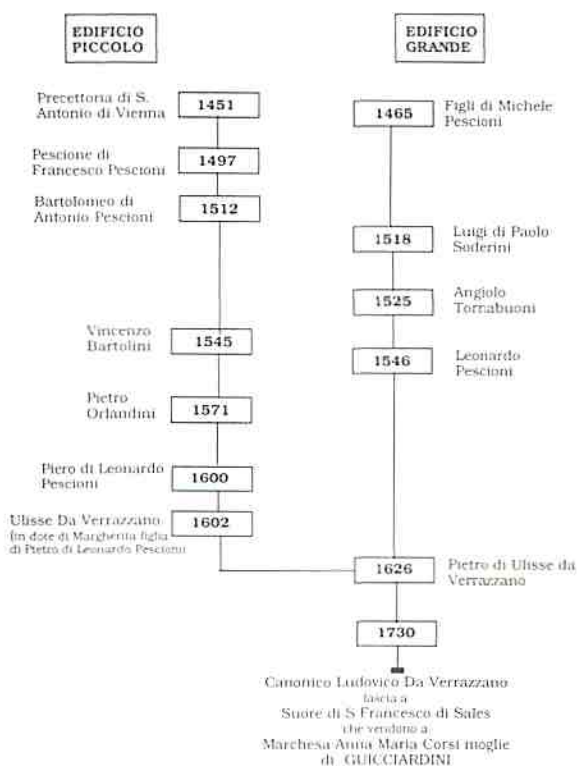 EDIFICIO
PICCOLO
EDIFICIO
GRANDE
Precettoria di S.
Antonio di Vienna
1451
Pescione di
Francesco Pescioni
1497
Bartolomeo di
Antonio Pescioni
1512
Vincenzo
Bartolini
1545
Pietro
Orlandini
1571
Piero di Leonardo
Pescioni
1600
Ulisse Da Verrazzano
(in dote di Margherita figlia
di Pietro di Leonardo Pescioni)
1602
1465
Figli di Michele
Pescioni
1518
Luigi di Paolo
Soderini
1525
Angiolo
Tornabuoni
1546
Leonardo
Pescioni
1626
Pietro di Ulisse da
Verrazzano
1730
Canonico Ludovico Da Verrazzano
lascia a
Suore di S Francesco di Sales
che vendono a
Marchesa Anna Maria Corsi moglie
di GUICCIARDINI